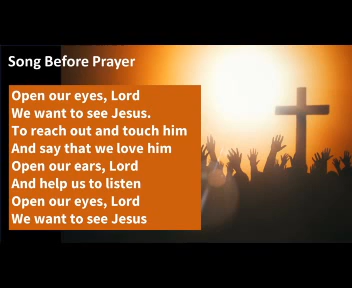 Song Before Prayer
Open our eyes, Lord
We want to see Jesus.
To reach out and touch him
And say that we love him
Open our ears, Lord
And help us to listen
Open our eyes, Lord
We want to see Jesus